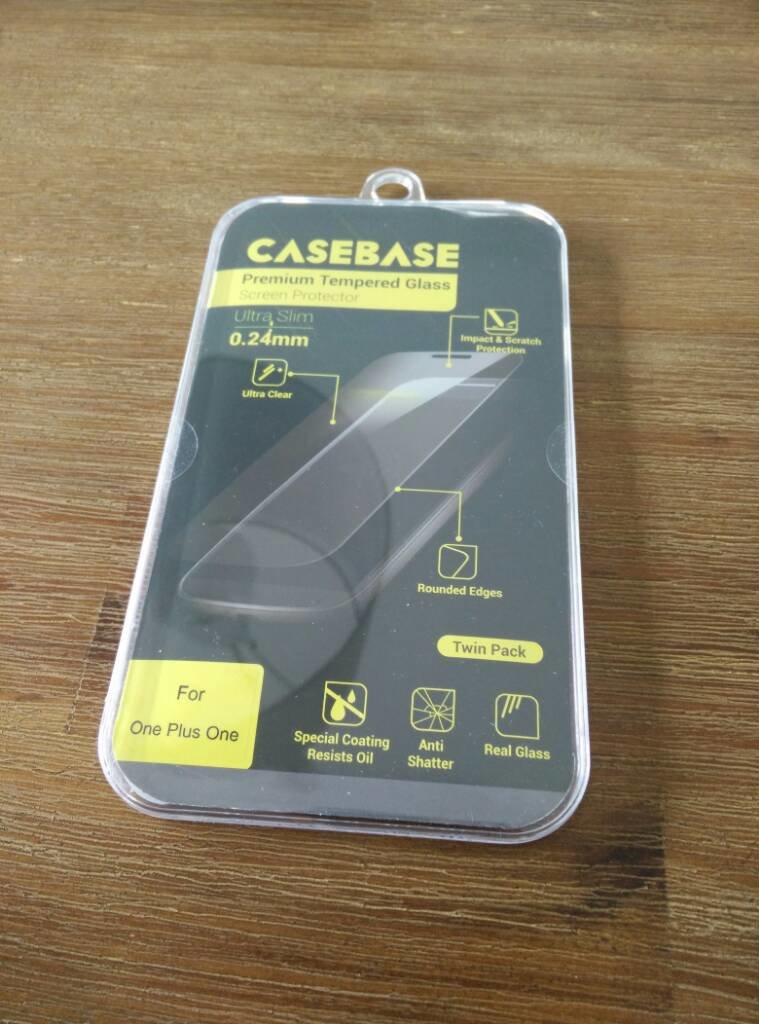 CASEBASE
Premium Tempered Glass
Screen Protector
Ultra Slim
0.24mm
Impact & Scratch
Protection
Ultra Clear
Rounded Edges
Twin Pack
For
One Plus One
Special Coating
Resists Oil
Anti
Shatter
Real Glass